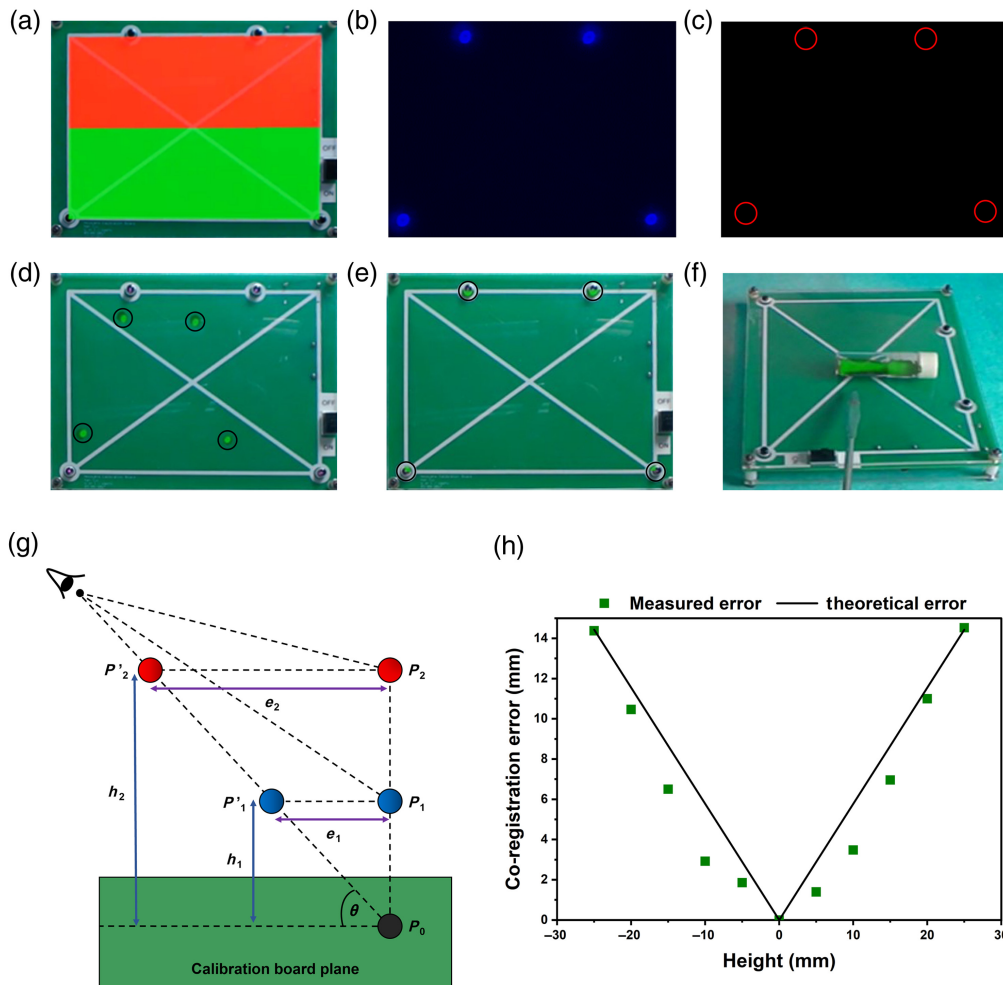 (a)
(b)
(c)
OFF
ON
(d)
(e)
(f)
OFF
ON
OFF
ON
(g)
(h)
P'2
P2
e2
h2
P'1
P1
e1
h1
θ
P0
Calibration board plane
Measured error
theoretical error
Co-registration error (mm)
14
12
10
8
6
4
2
0
–30
–20
–10
0
10
20
30
Height (mm)